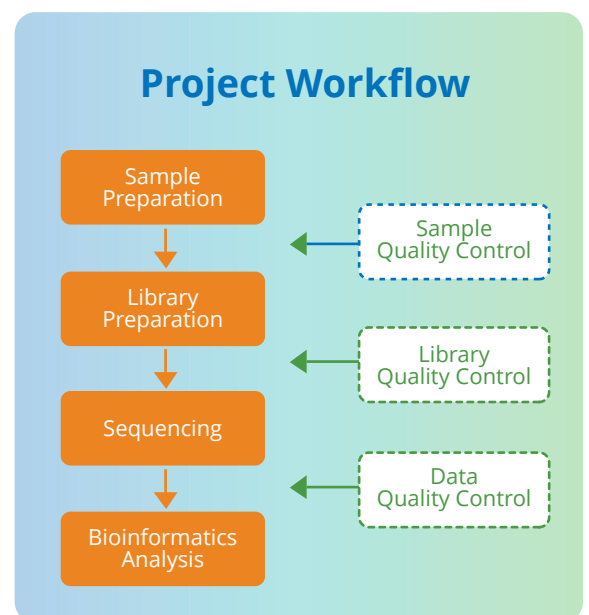 Project Workflow
Sample
Preparation
Sample
Quality Control
Library
Preparation
Library
Quality Control
Sequencing
Data
Quality Control
Bioinformatics
Analysis